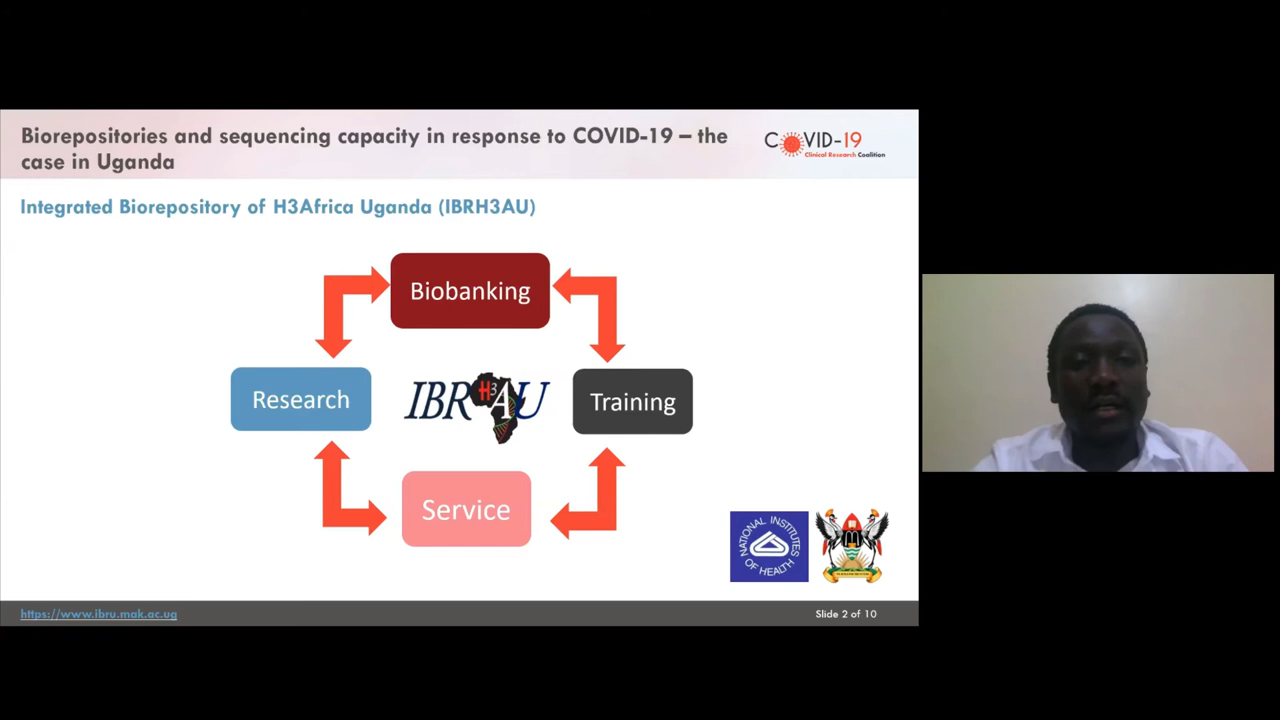 Biorepositories and sequencing capacity in response to COVID-19 – the
case in Uganda
COVID-19
Clinical Research Coalition
Integrated Biorepository of H3Africa Uganda (IBRH3AU)
Biobanking
Research
IBRH3AU
Training
Service
NATIONAL INSTITUTES
OF HEALTH
https://www.ibru.mak.ac.ug
Slide 2 of 10